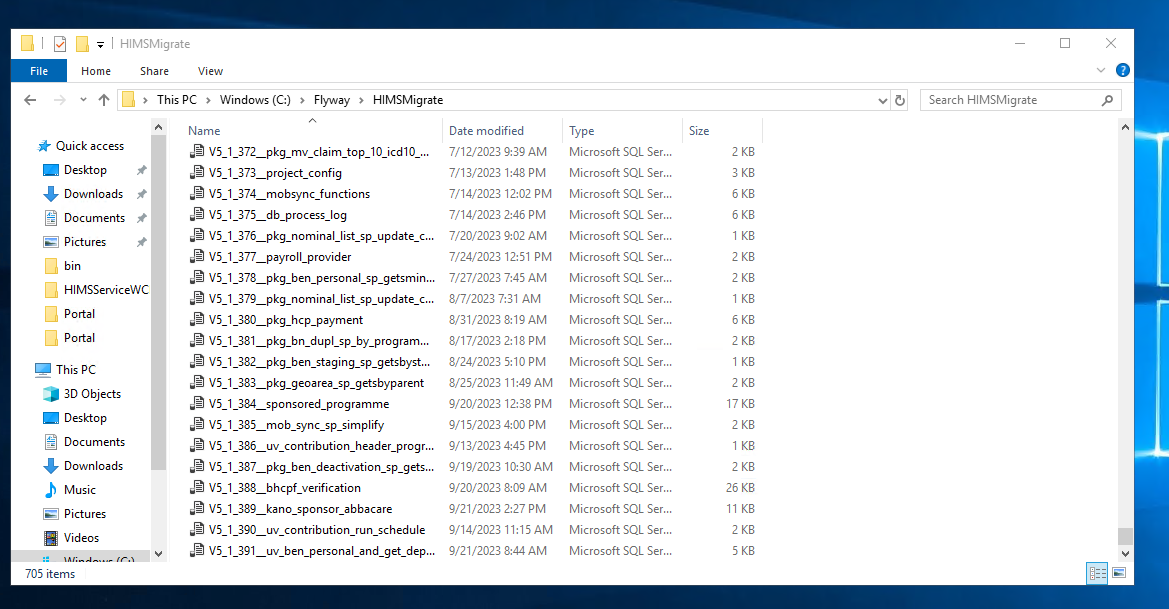 HIMSMigrate
File Home Share View
This PC Windows (C:) Flyway HIMSMigrate
Search HIMSMigrate
Quick access
Desktop
Downloads
Documents
Pictures
bin
HIMSServiceWC
Portal
Portal
This PC
3D Objects
Desktop
Documents
Downloads
Music
Pictures
Videos
Windows (C:)
Name Date modified Type Size
V5_1_372__pkg_mv_claim_top_10_icd10_... 7/12/2023 9:39 AM Microsoft SQL Ser... 2 KB
V5_1_373__project_config 7/13/2023 1:48 PM Microsoft SQL Ser... 3 KB
V5_1_374__mobsync_functions 7/14/2023 12:02 PM Microsoft SQL Ser... 6 KB
V5_1_375__db_process_log 7/14/2023 2:46 PM Microsoft SQL Ser... 6 KB
V5_1_376__pkg_nominal_list_sp_update_c... 7/20/2023 9:02 AM Microsoft SQL Ser... 1 KB
V5_1_377__payroll_provider 7/24/2023 12:51 PM Microsoft SQL Ser... 2 KB
V5_1_378__pkg_ben_personal_sp_getsmin... 7/27/2023 7:45 AM Microsoft SQL Ser... 2 KB
V5_1_379__pkg_nominal_list_sp_update_c... 8/7/2023 7:31 AM Microsoft SQL Ser... 1 KB
V5_1_380__pkg_hcp_payment 8/31/2023 8:19 AM Microsoft SQL Ser... 6 KB
V5_1_381__pkg_bn_dupl_sp_by_program... 8/17/2023 2:18 PM Microsoft SQL Ser... 2 KB
V5_1_382__pkg_ben_staging_sp_getsbyst... 8/24/2023 5:10 PM Microsoft SQL Ser... 1 KB
V5_1_383__pkg_geoarea_sp_getsbyparent 8/25/2023 11:49 AM Microsoft SQL Ser... 2 KB
V5_1_384__sponsored_programme 9/20/2023 12:38 PM Microsoft SQL Ser... 17 KB
V5_1_385__mob_sync_sp_simplify 9/15/2023 4:00 PM Microsoft SQL Ser... 2 KB
V5_1_386__uv_contribution_header_progr... 9/13/2023 4:45 PM Microsoft SQL Ser... 1 KB
V5_1_387__pkg_ben_deactivation_sp_gets... 9/19/2023 10:30 AM Microsoft SQL Ser... 2 KB
V5_1_388__bhcpf_verification 9/20/2023 8:09 AM Microsoft SQL Ser... 26 KB
V5_1_389__kano_sponsor_abbacare 9/21/2023 2:27 PM Microsoft SQL Ser... 11 KB
V5_1_390__uv_contribution_run_schedule 9/14/2023 11:15 AM Microsoft SQL Ser... 2 KB
V5_1_391__uv_ben_personal_and_get_dep... 9/21/2023 8:44 AM Microsoft SQL Ser... 5 KB
705 items